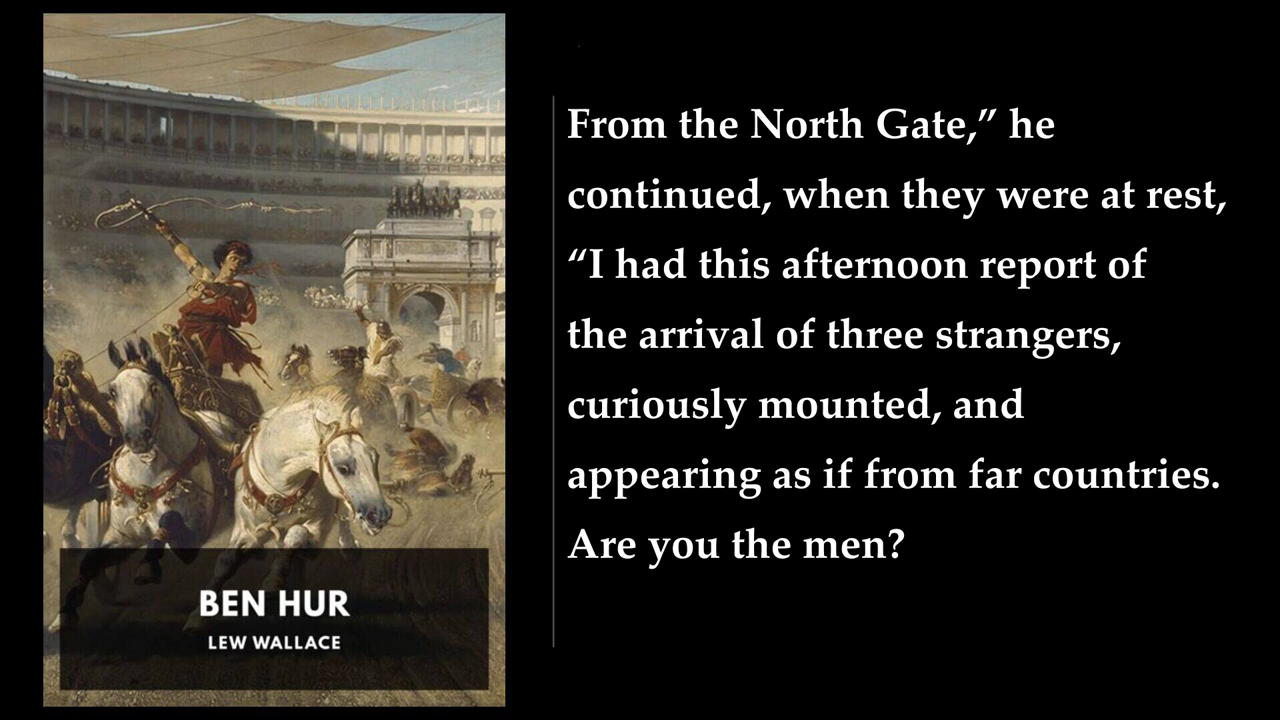 BEN HUR
LEW WALLACE
From the North Gate,” he
continued, when they were at rest,
“I had this afternoon report of
the arrival of three strangers,
curiously mounted, and
appearing as if from far countries.
Are you the men?